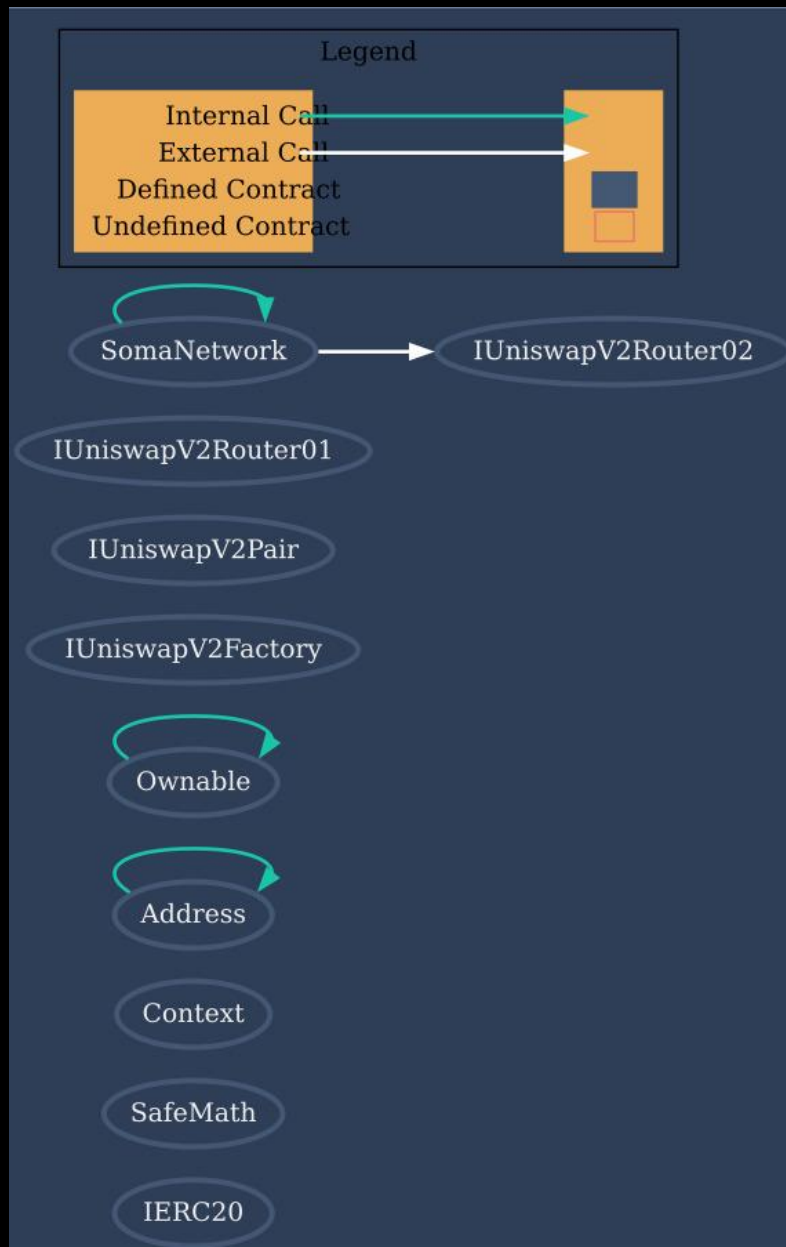 Legend
Internal Call
External Call
Defined Contract
Undefined Contract
SomaNetwork
IUniswapV2Router02
IUniswapV2Router01
IUniswapV2Pair
IUniswapV2Factory
Ownable
Address
Context
SafeMath
IERC20